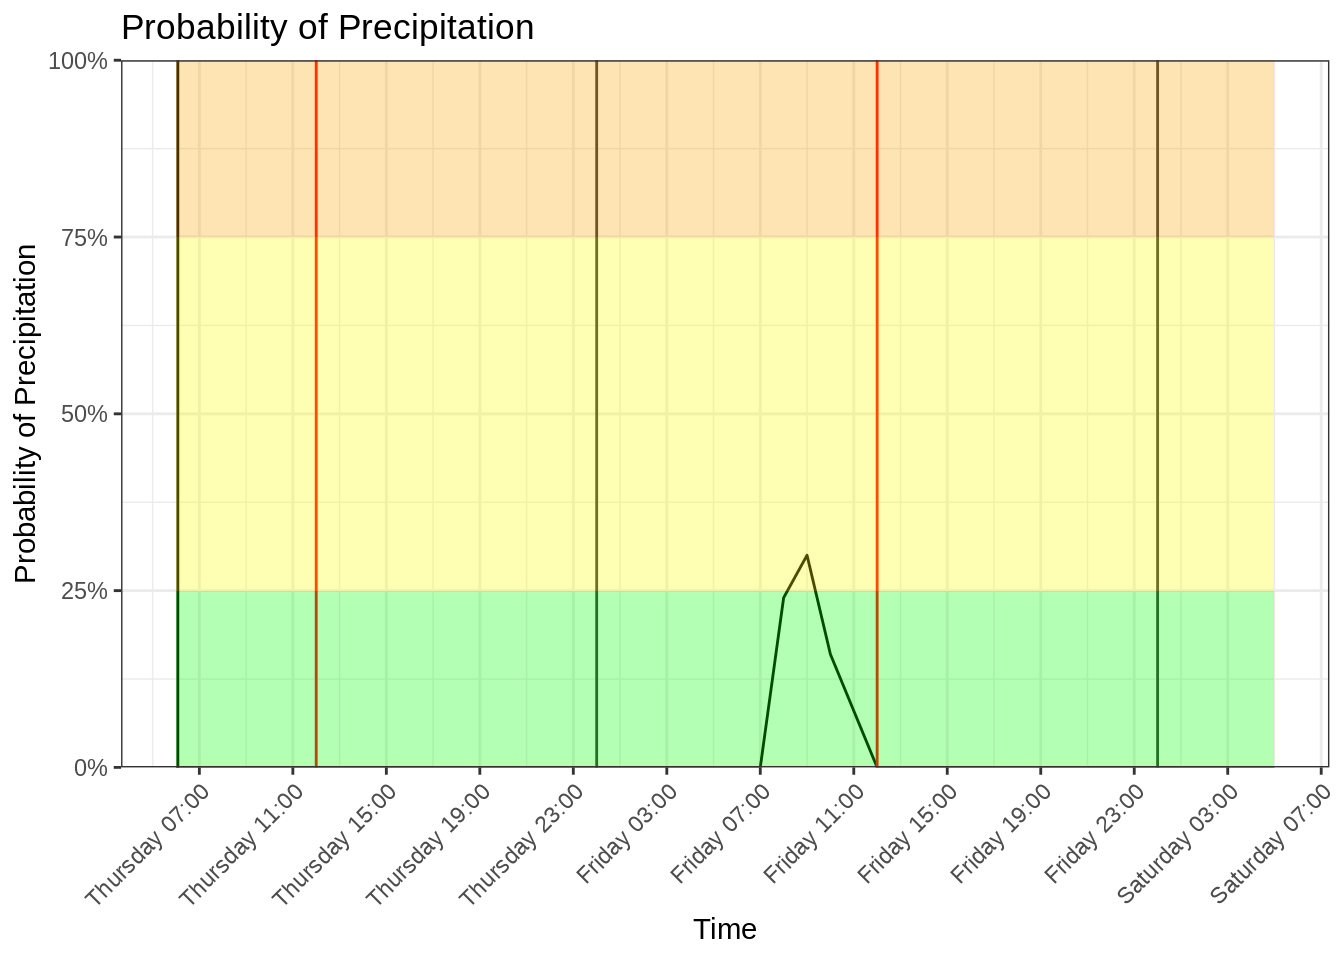 Probability of Precipitation
Probability of Precipitation
100%
75%
50%
25%
0%
Thursday 07:00
Thursday 11:00
Thursday 15:00
Thursday 19:00
Thursday 23:00
Friday 03:00
Friday 07:00
Friday 11:00
Friday 15:00
Friday 19:00
Friday 23:00
Saturday 03:00
Saturday 07:00
Time